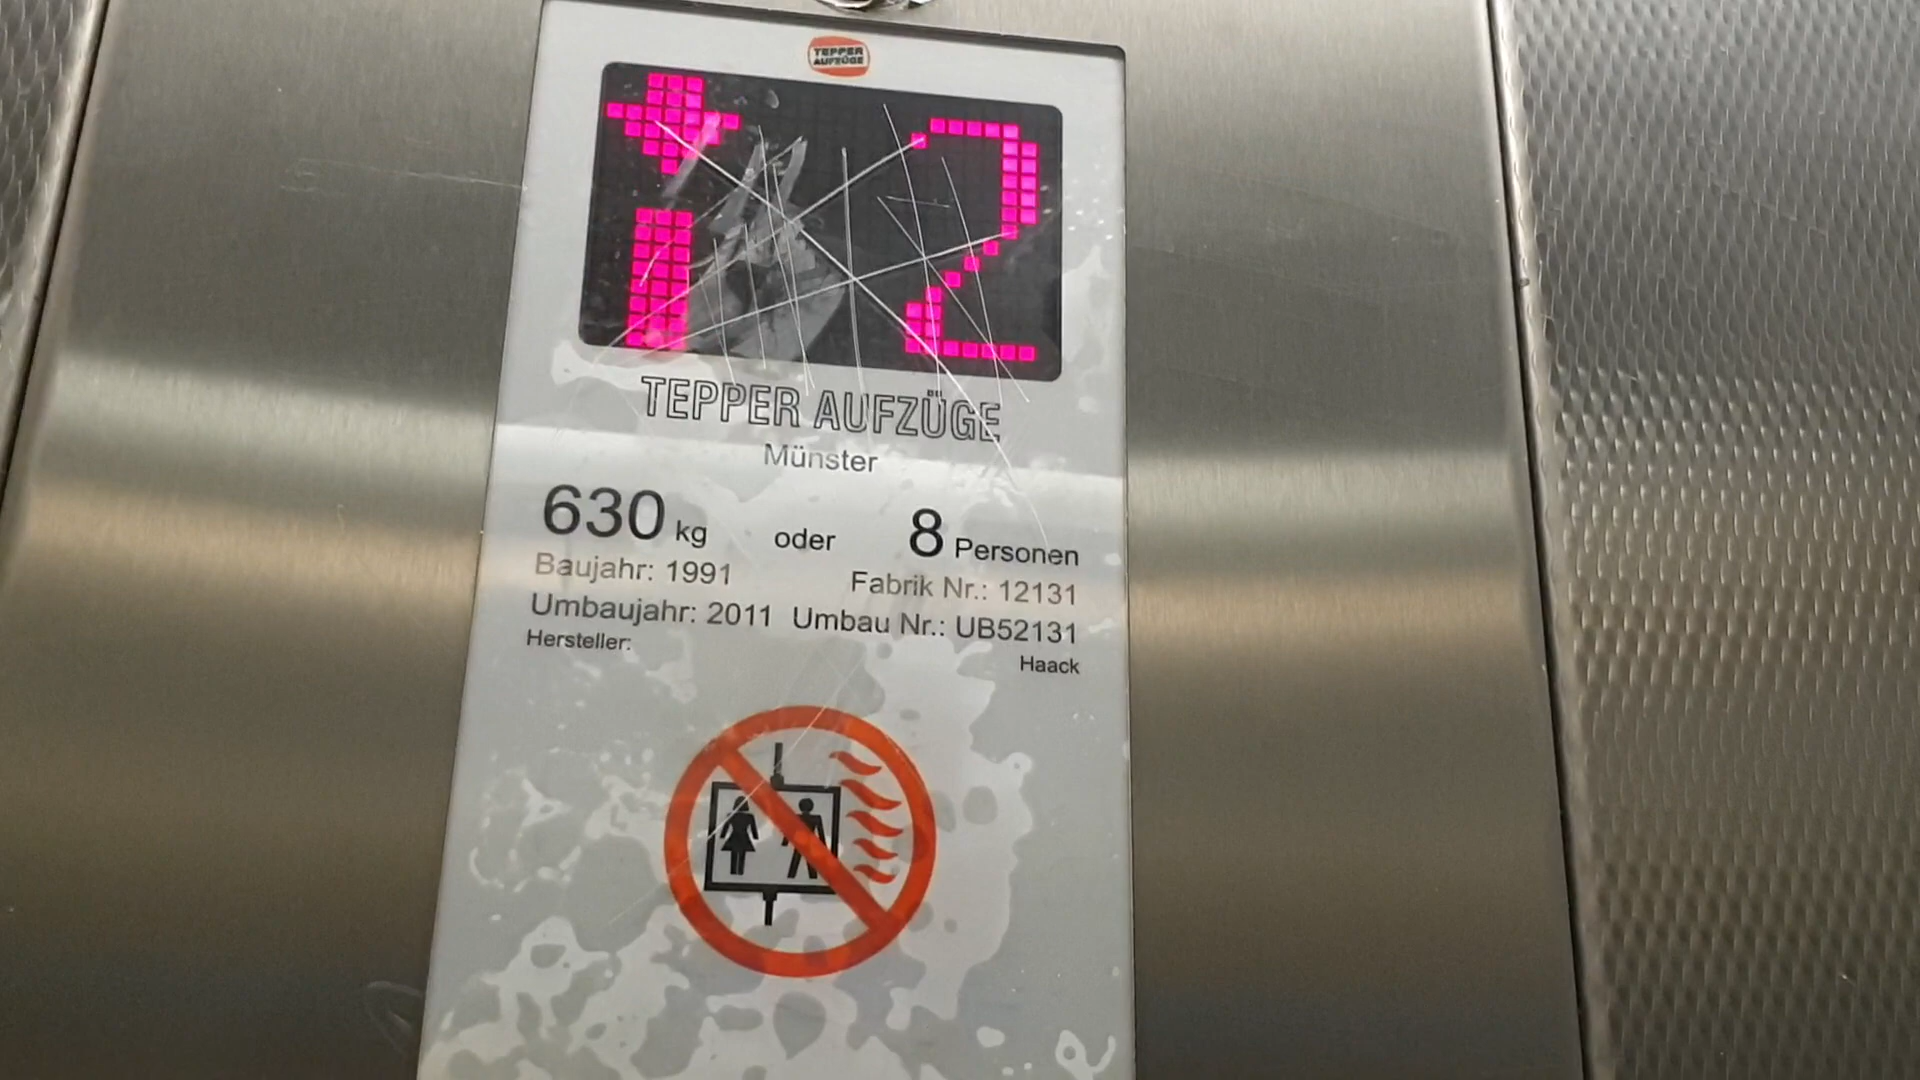 TEPPER
AUFZÜGE
2
TEPPER AUFZÜGE
Münster
630 kg oder 8 Personen
Baujahr: 1991 Fabrik Nr.: 12131
Umbaujahr: 2011 Umbau Nr.: UB52131
Hersteller: Haack